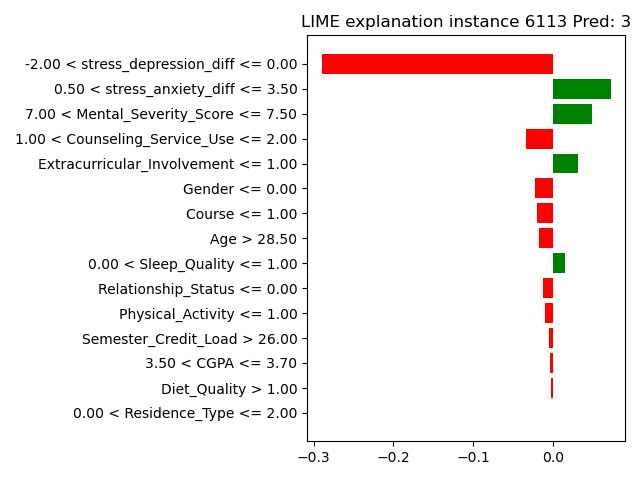 LIME explanation instance 6113 Pred: 3
-2.00 < stress_depression_diff <= 0.00
0.50 < stress_anxiety_diff <= 3.50
7.00 < Mental_Severity_Score <= 7.50
1.00 < Counseling_Service_Use <= 2.00
Extracurricular_Involvement <= 1.00
Gender <= 0.00
Course <= 1.00
Age > 28.50
0.00 < Sleep_Quality <= 1.00
Relationship_Status <= 0.00
Physical_Activity <= 1.00
Semester_Credit_Load > 26.00
3.50 < CGPA <= 3.70
Diet_Quality > 1.00
0.00 < Residence_Type <= 2.00
−0.3 −0.2 −0.1 0.0